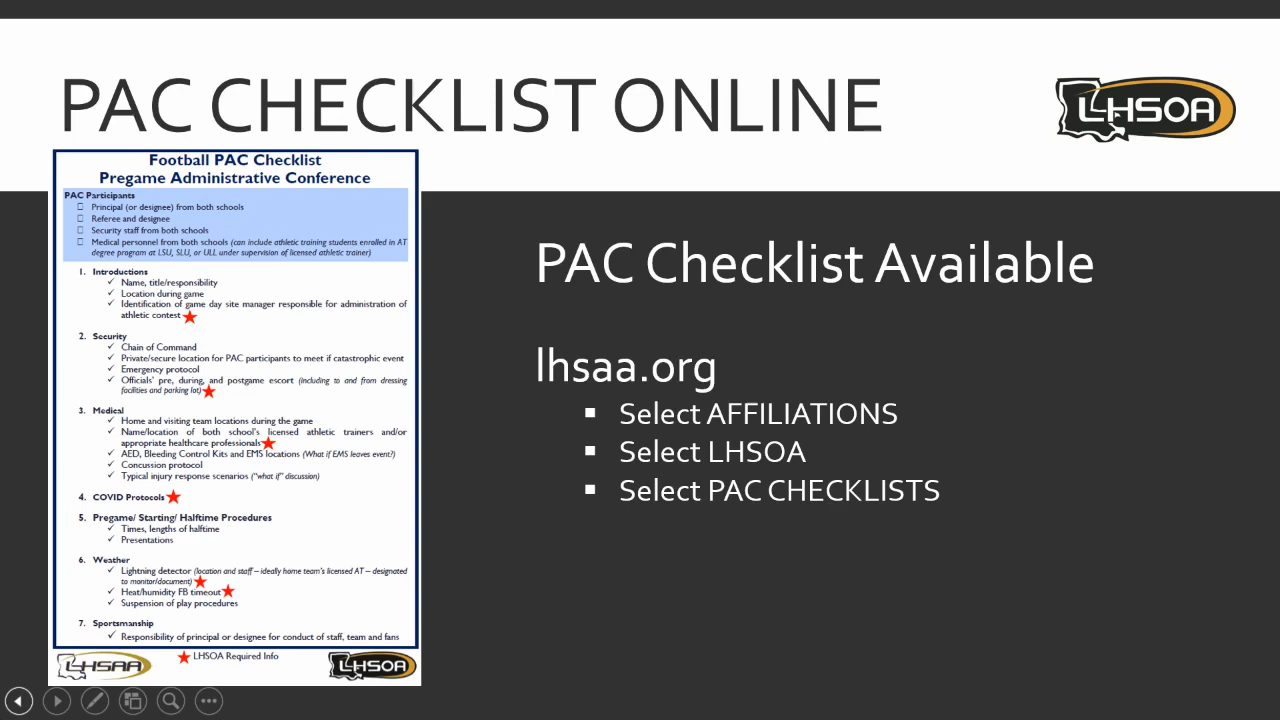 PAC CHECKLIST ONLINE
LHSOA
Football PAC Checklist
Pregame Administrative Conference
PAC Participants
Principal (or designee) from both schools
Referee and designee
Security staff from both schools
Medical personnel from both schools (can include athletic training students enrolled in AT
degree program at LSU, SLU, or ULL under supervision of licensed athletic trainer)
1. Introductions
✓ Name, title/responsibility
✓ Location during game
✓ Identification of game day site manager responsible for administration of
athletic contest
2. Security
✓ Chain of Command
✓ Private/secure location for PAC participants to meet if catastrophic event
✓ Emergency protocol
✓ Officials' pre, during, and postgame escort (including to and from dressing
facilities and parking lot)
3. Medical
✓ Home and visiting team locations during the game
✓ Name/location of both school's licensed athletic trainers and/or
appropriate healthcare professionals
✓ AED, Bleeding Control Kits and EMS locations (What if EMS leaves event?)
✓ Concussion protocol
✓ Typical injury response scenarios ("what if" discussion)
4. COVID Protocols
5. Pregame/ Starting/ Halftime Procedures
✓ Times, lengths of halftime
✓ Presentations
6. Weather
✓ Lightning detector (location and staff – ideally home team's licensed AT – designated
to monitor/document)
✓ Heat/humidity FB timeout
✓ Suspension of play procedures
7. Sportsmanship
✓ Responsibility of principal or designee for conduct of staff, team and fans
LHSAA
LHSOA Required Info
LHSOA
PAC Checklist Available
lhsaa.org
▪ Select AFFILIATIONS
▪ Select LHSOA
▪ Select PAC CHECKLISTS